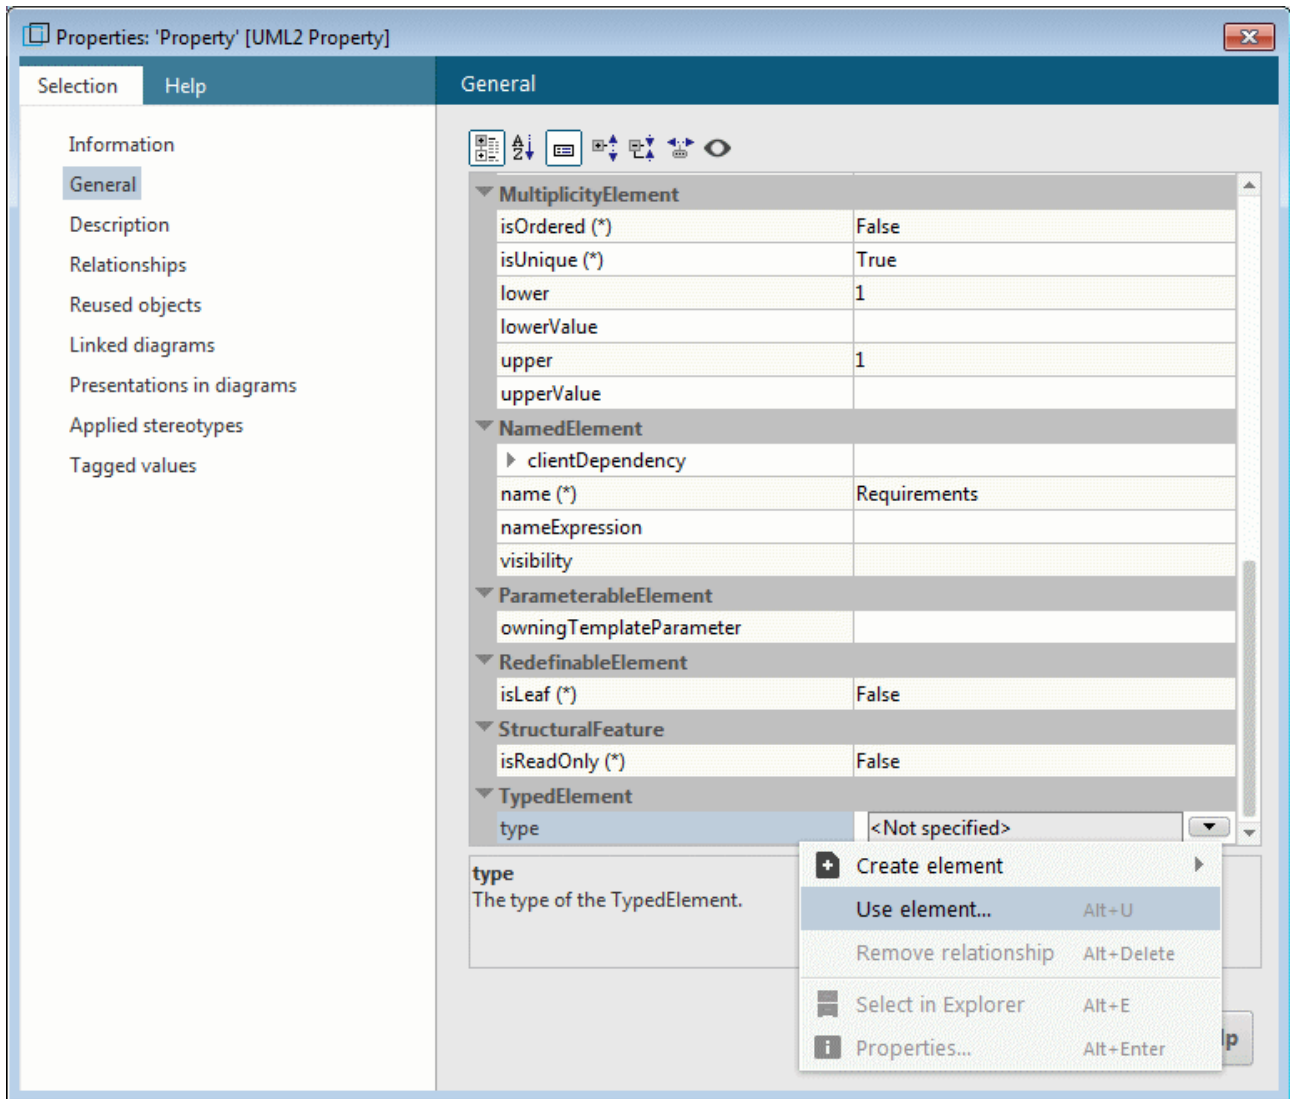 Properties: 'Property' [UML2 Property]
Selection Help
General
Information
General
Description
Relationships
Reused objects
Linked diagrams
Presentations in diagrams
Applied stereotypes
Tagged values
MultiplicityElement
isOrdered (*) False
isUnique (*) True
lower 1
lowerValue
upper 1
upperValue
NamedElement
clientDependency
name (*) Requirements
nameExpression
visibility
ParameterableElement
owningTemplateParameter
RedefinableElement
isLeaf (*) False
StructuralFeature
isReadOnly (*) False
TypedElement
type <Not specified>
type
The type of the TypedElement.
Create element
Use element... Alt+U
Remove relationship Alt+Delete
Select in Explorer Alt+E
Properties... Alt+Enter